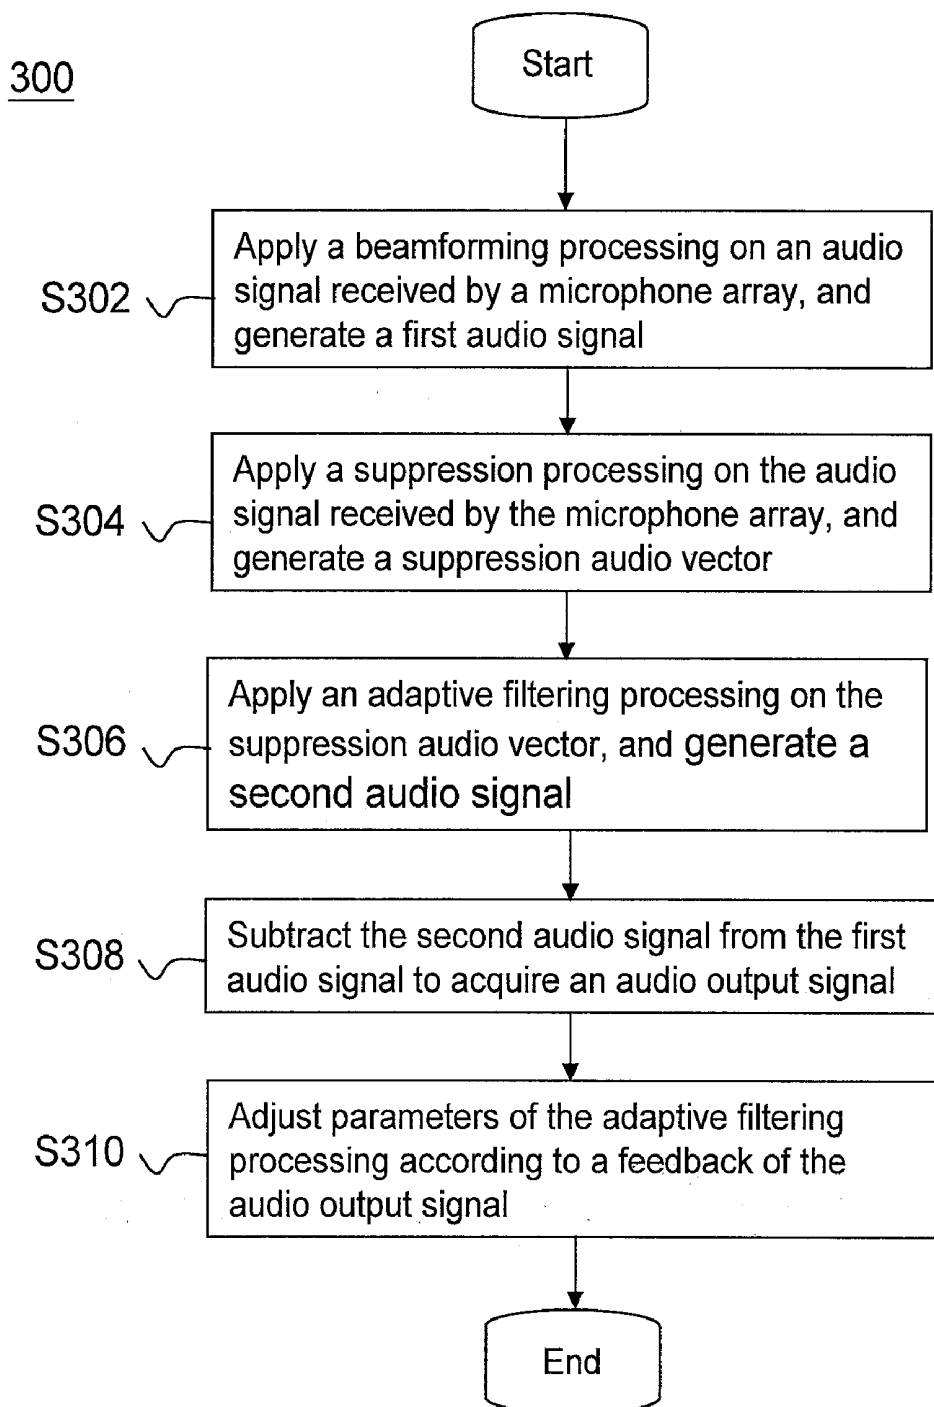 300
Start
S302
Apply a beamforming processing on an audio
signal received by a microphone array, and
generate a first audio signal
S304
Apply a suppression processing on the audio
signal received by the microphone array, and
generate a suppression audio vector
S306
Apply an adaptive filtering processing on the
suppression audio vector, and generate a
second audio signal
S308
Subtract the second audio signal from the first
audio signal to acquire an audio output signal
S310
Adjust parameters of the adaptive filtering
processing according to a feedback of the
audio output signal
End